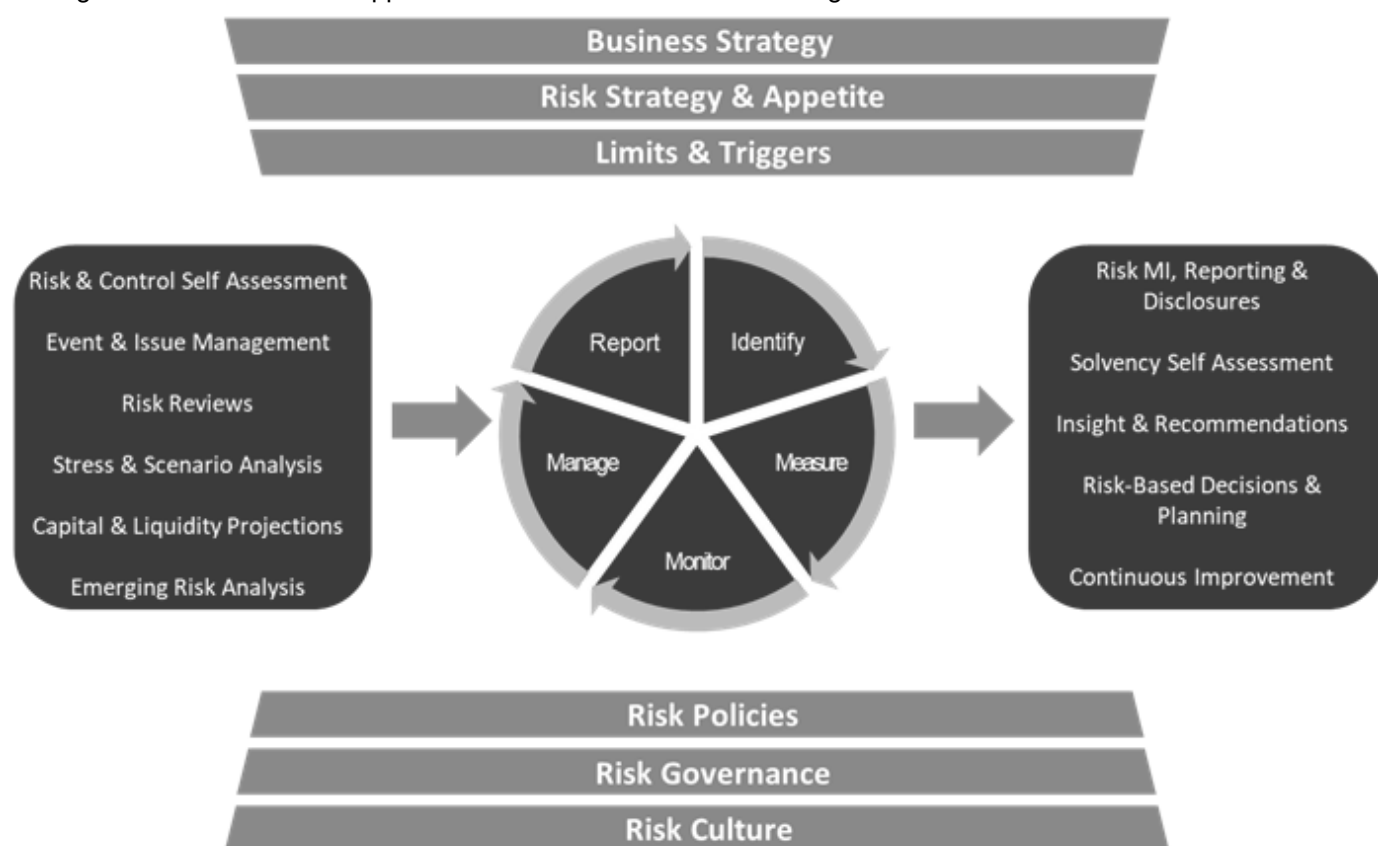 Business Strategy
Risk Strategy & Appetite
Limits & Triggers
Risk & Control Self Assessment
Event & Issue Management
Risk Reviews
Stress & Scenario Analysis
Capital & Liquidity Projections
Emerging Risk Analysis
Report
Identify
Manage
Measure
Monitor
Risk MI, Reporting &
Disclosures
Solvency Self Assessment
Insight & Recommendations
Risk-Based Decisions &
Planning
Continuous Improvement
Risk Policies
Risk Governance
Risk Culture